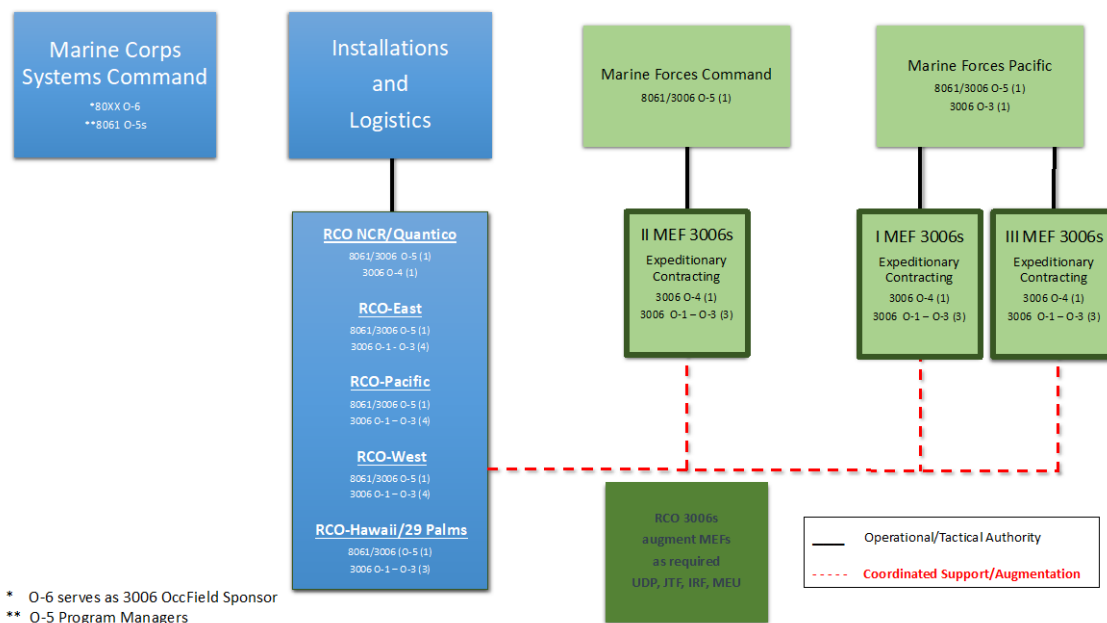 Marine Corps
Systems Command
*80XX O-6
**8061 O-5s
Installations
and
Logistics
Marine Forces Command
8061/3006 O-5 (1)
Marine Forces Pacific
8061/3006 O-5 (1)
3006 O-3 (1)
RCO NCR/Quantico
8061/3006 O-5 (1)
3006 O-4 (1)
RCO-East
8061/3006 O-5 (1)
3006 O-1 - O-3 (4)
RCO-Pacific
8061/3006 O-5 (1)
3006 O-1 – O-3 (4)
RCO-West
8061/3006 O-5 (1)
3006 O-1 – O-3 (4)
RCO-Hawaii/29 Palms
8061/3006 (O-5 (1)
3006 O-1 – O-3 (3)
II MEF 3006s
Expeditionary
Contracting
3006 O-4 (1)
3006 O-1 – O-3 (3)
I MEF 3006s
Expeditionary
Contracting
3006 O-4 (1)
3006 O-1 – O-3 (3)
III MEF 3006s
Expeditionary
Contracting
3006 O-4 (1)
3006 O-1 – O-3 (3)
RCO 3006s
augment MEFs
as required
UDP, JTF, IRF, MEU
Operational/Tactical Authority
Coordinated Support/Augmentation
* O-6 serves as 3006 OccField Sponsor
** O-5 Program Managers